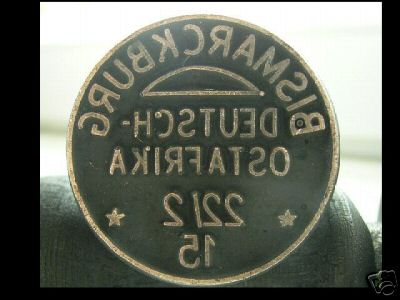 BISMARCKBURG
DEUTSCH-
OSTAFRIKA
22/2
15